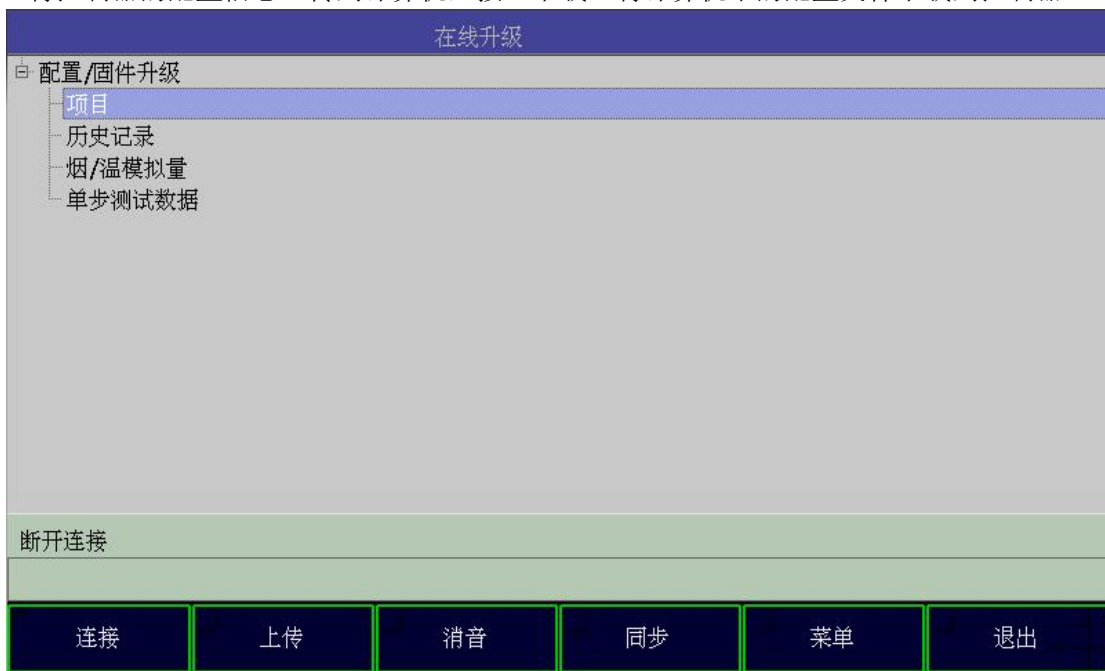 在线升级
配置/固件升级
项目
历史记录
烟/温模拟量
单步测试数据
断开连接
连接 上传 消音 同步 菜单 退出